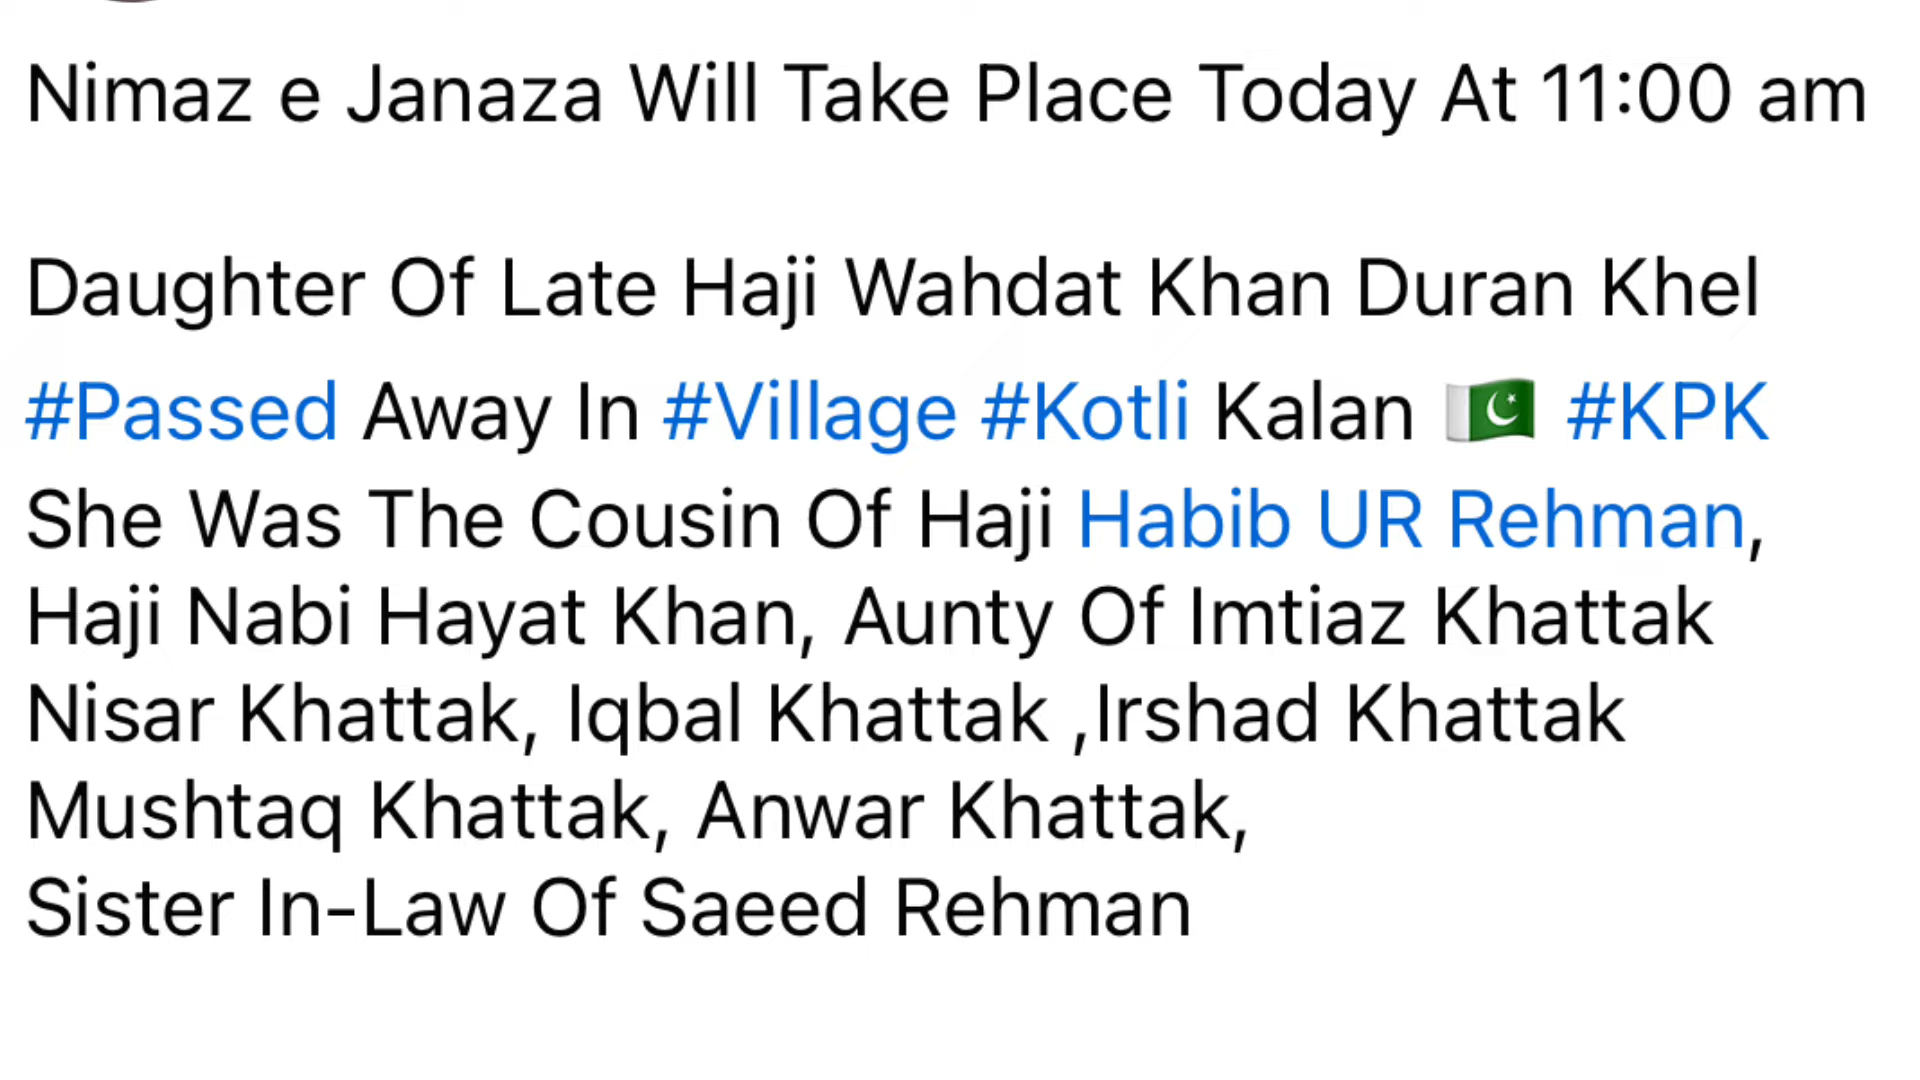 Nimaz e Janaza Will Take Place Today At 11:00 am
Daughter Of Late Haji Wahdat Khan Duran Khel
#Passed Away In #Village #Kotli Kalan 🇵🇰 #KPK
She Was The Cousin Of Haji Habib UR Rehman,
Haji Nabi Hayat Khan, Aunty Of Imtiaz Khattak
Nisar Khattak, Iqbal Khattak ,Irshad Khattak
Mushtaq Khattak, Anwar Khattak,
Sister In-Law Of Saeed Rehman